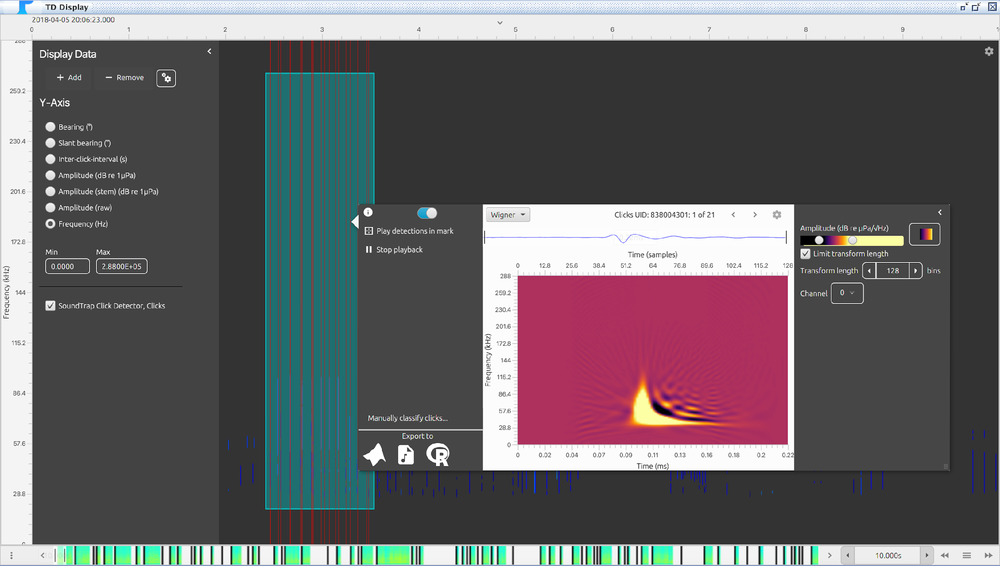 TD Display
2018-04-05 20:06:23.000
0 1 2 3 4 5 6 7 8 9
288
259.2
230.4
201.6
172.8
144
115.2
86.4
57.6
28.8
0
Frequency (kHz)
Display Data
Add Remove
Y-Axis
Bearing (°)
Slant bearing (°)
Inter-click-interval (s)
Amplitude (dB re 1µPa)
Amplitude (stem) (dB re 1µPa)
Amplitude (raw)
Frequency (Hz)
Min Max
0.0000 2.8800E+05
SoundTrap Click Detector, Clicks
Play detections in mark
Stop playback
Manually classify clicks...
Export to
R
Wigner Clicks UID: 838004301: 1 of 21
0.22ms
Time (samples)
0 12.8 25.6 38.4 51.2 64 76.8 89.6 102.4 115.2 128
288
259.2
230.4
201.6
172.8
144
115.2
86.4
57.6
28.8
0
Frequency (kHz)
0 0.02 0.04 0.07 0.09 0.11 0.13 0.16 0.18 0.2 0.22
Time (ms)
Amplitude (dB re µPa/√Hz)
Limit transform length
Transform length 128 bins
Channel 0
10.000s
10.000s